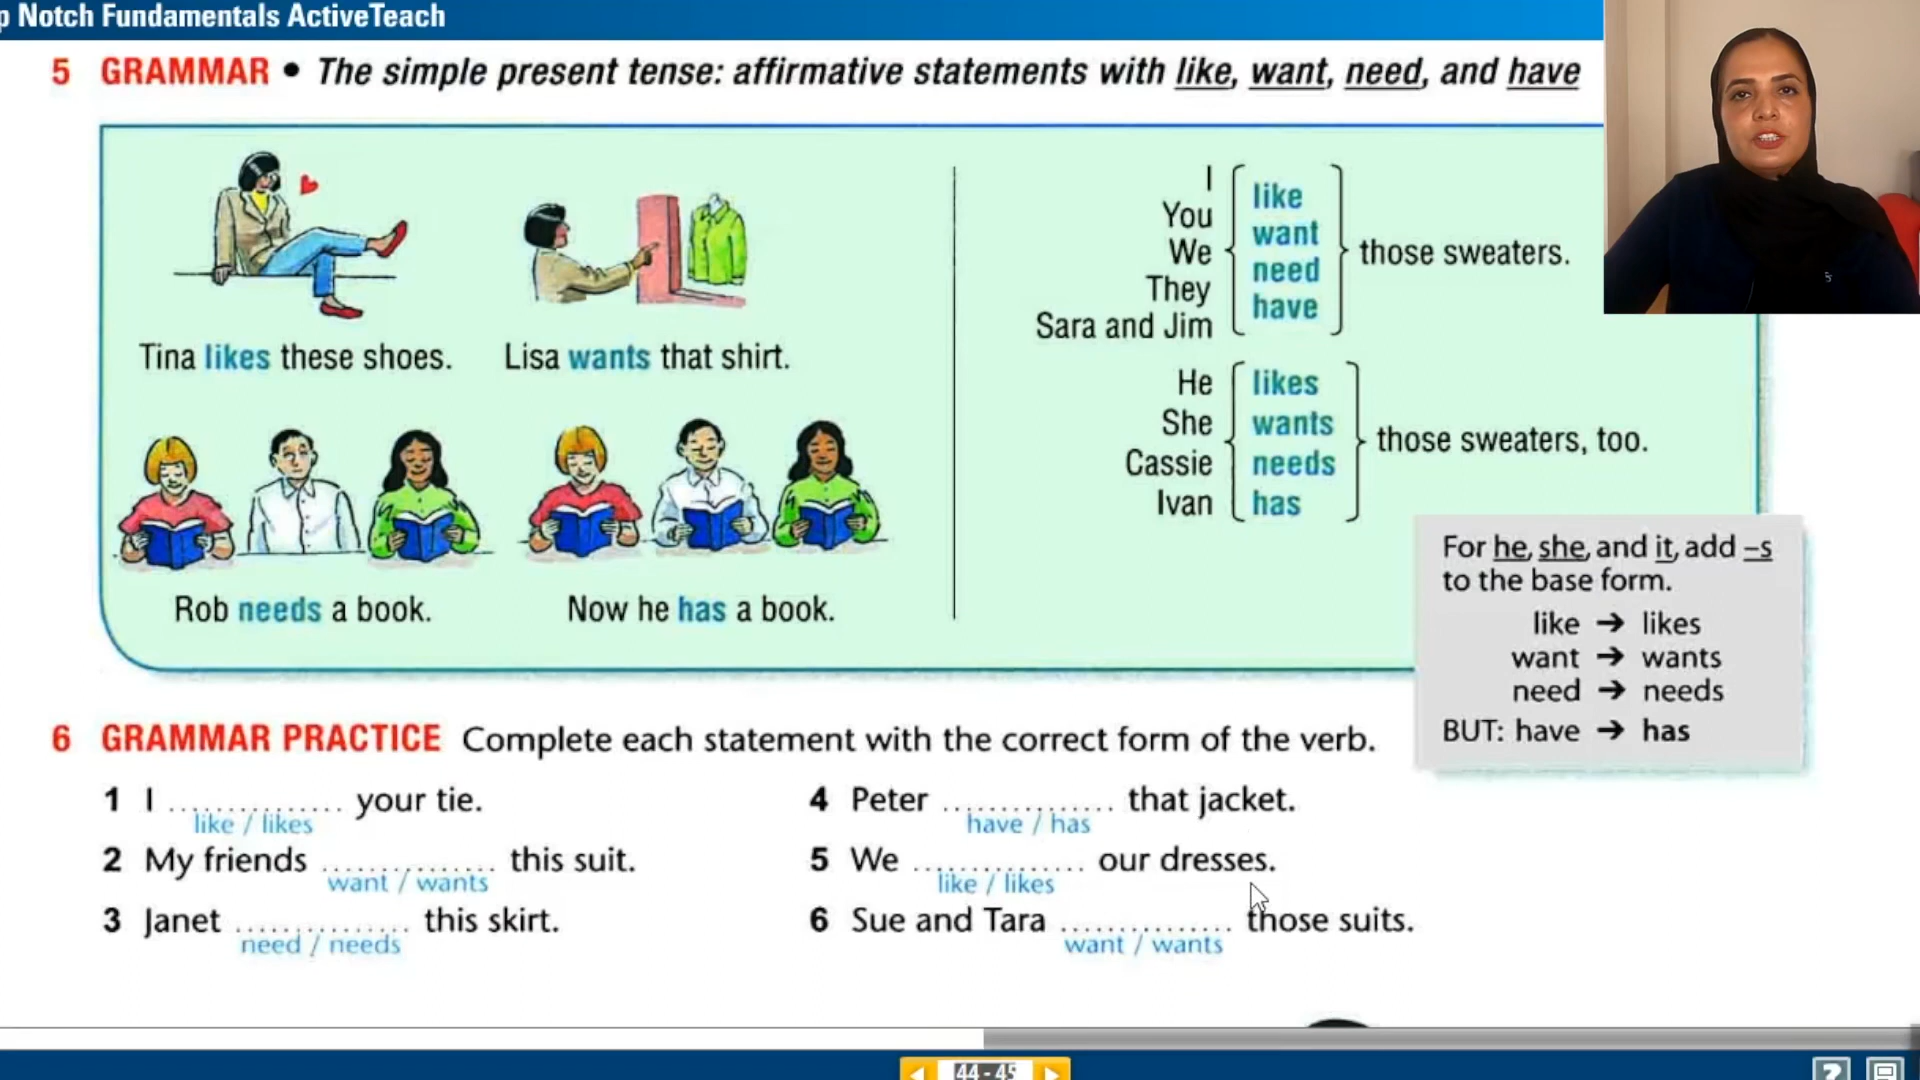 p Notch Fundamentals ActiveTeach
5 GRAMMAR • The simple present tense: affirmative statements with like, want, need, and have
Tina likes these shoes.
Lisa wants that shirt.
Rob needs a book.
Now he has a book.
I
You
We
They
Sara and Jim
like
want
need
have
those sweaters.
He
She
Cassie
Ivan
likes
wants
needs
has
those sweaters, too.
For he, she, and it, add –s
to the base form.
like → likes
want → wants
need → needs
BUT: have → has
6 GRAMMAR PRACTICE Complete each statement with the correct form of the verb.
1 I .............. your tie.
like / likes
2 My friends .............. this suit.
want / wants
3 Janet .............. this skirt.
need / needs
4 Peter .............. that jacket.
have / has
5 We .............. our dresses.
like / likes
6 Sue and Tara .............. those suits.
want / wants
44 - 45
?